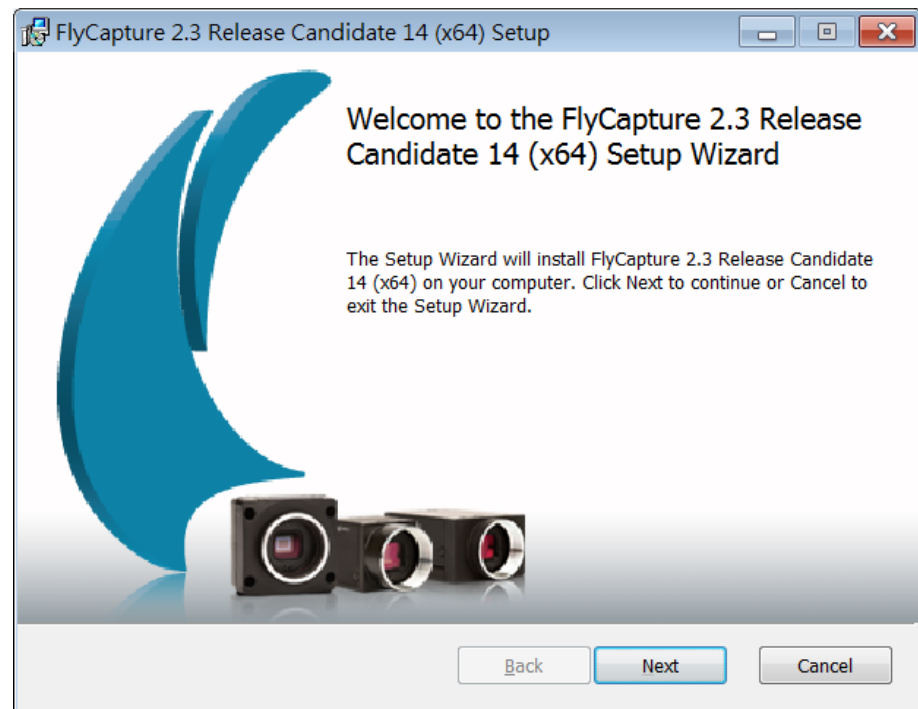 FlyCapture 2.3 Release Candidate 14 (x64) Setup
Welcome to the FlyCapture 2.3 Release
Candidate 14 (x64) Setup Wizard
The Setup Wizard will install FlyCapture 2.3 Release Candidate
14 (x64) on your computer. Click Next to continue or Cancel to
exit the Setup Wizard.
Back Next Cancel